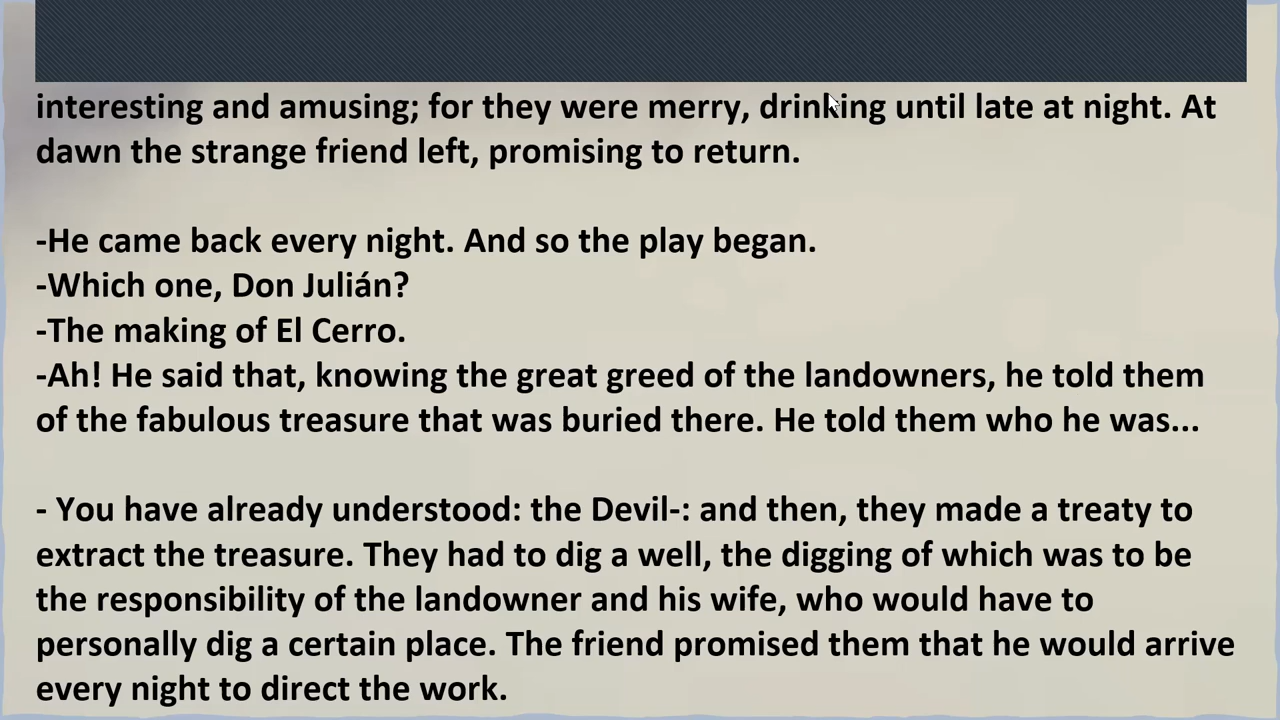 interesting and amusing; for they were merry, drinking until late at night. At
dawn the strange friend left, promising to return.
-He came back every night. And so the play began.
-Which one, Don Julián?
-The making of El Cerro.
-Ah! He said that, knowing the great greed of the landowners, he told them
of the fabulous treasure that was buried there. He told them who he was...
- You have already understood: the Devil-: and then, they made a treaty to
extract the treasure. They had to dig a well, the digging of which was to be
the responsibility of the landowner and his wife, who would have to
personally dig a certain place. The friend promised them that he would arrive
every night to direct the work.